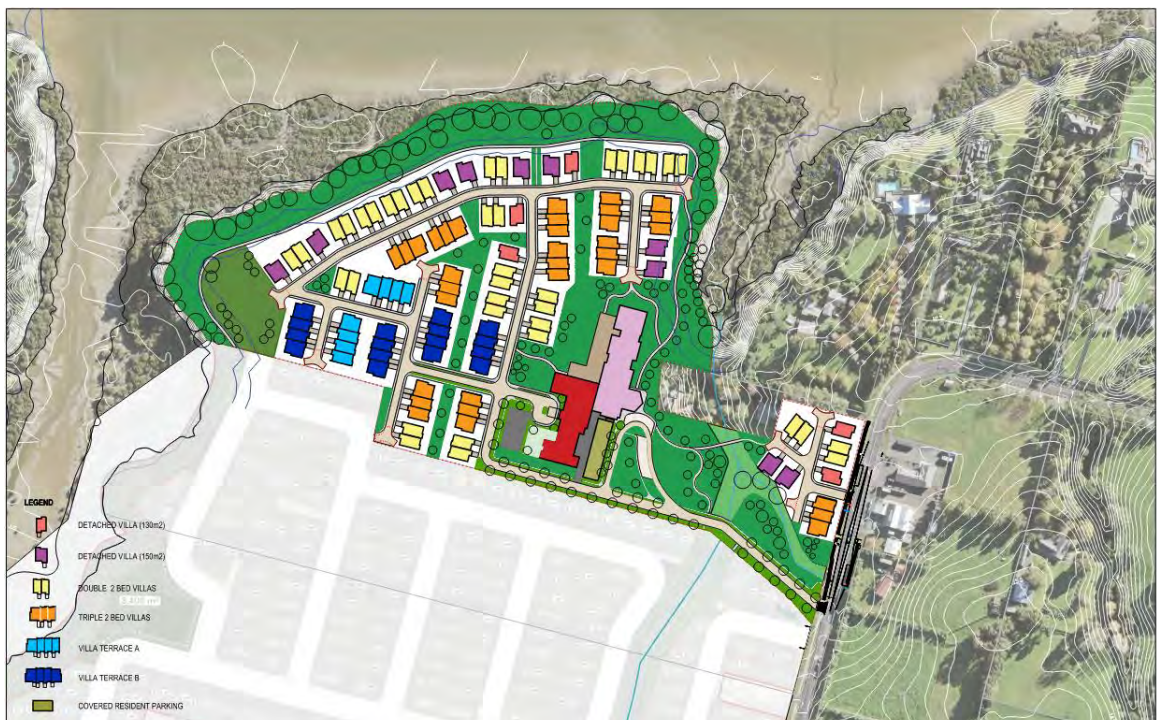 LEGEND
DETACHED VILLA (130m2)
DETACHED VILLA (150m2)
DOUBLE 2 BED VILLAS
TRIPLE 2 BED VILLAS
VILLA TERRACE A
VILLA TERRACE B
COVERED RESIDENT PARKING